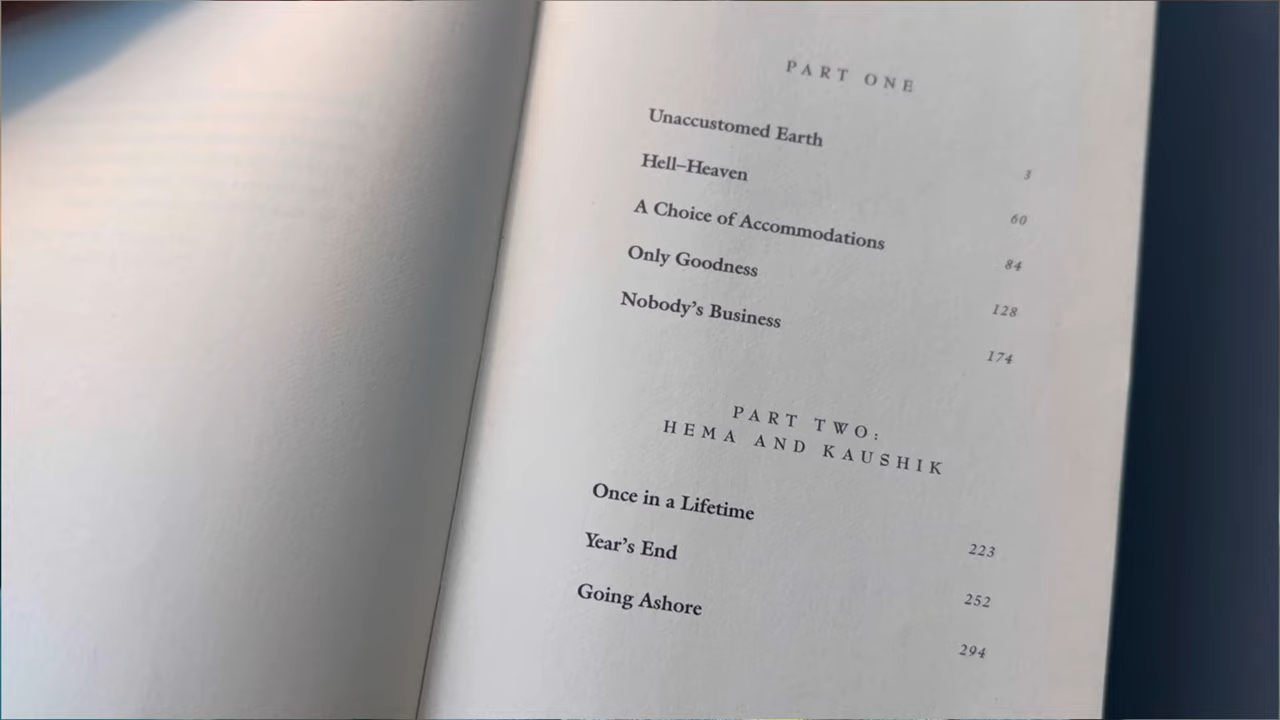 PART ONE
Unaccustomed Earth 3
Hell–Heaven 60
A Choice of Accommodations 84
Only Goodness 128
Nobody’s Business 174
PART TWO:
HEMA AND KAUSHIK
Once in a Lifetime 223
Year’s End 252
Going Ashore 294